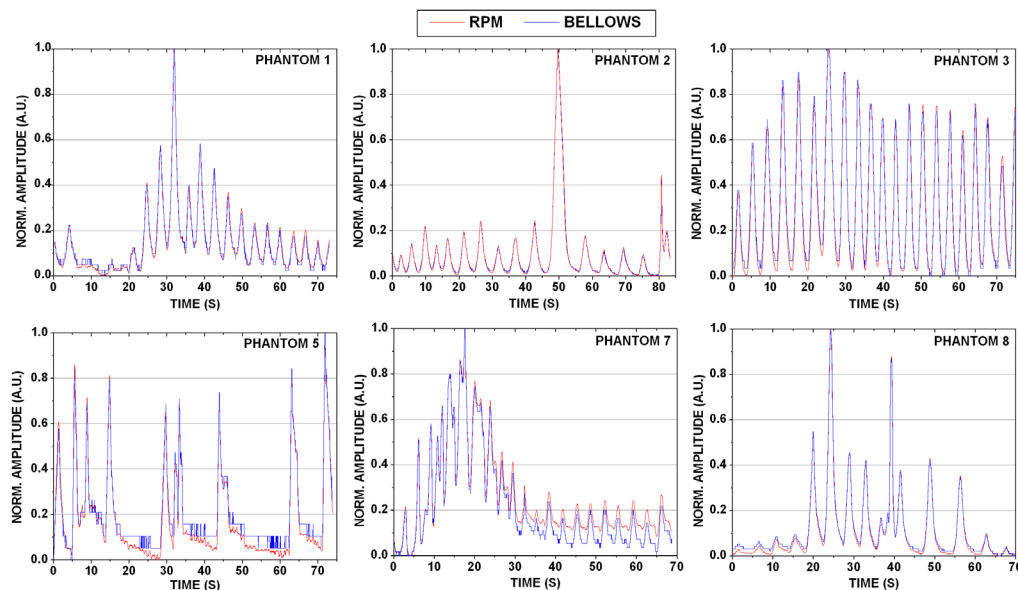 RPM BELLOWS
PHANTOM 1
NORM. AMPLITUDE (A.U.)
1.0
0.8
0.6
0.4
0.2
0.0
0 10 20 30 40 50 60 70
TIME (S)
PHANTOM 2
NORM. AMPLITUDE (A.U.)
1.0
0.8
0.6
0.4
0.2
0.0
0 10 20 30 40 50 60 70 80
TIME (S)
PHANTOM 3
NORM. AMPLITUDE (A.U.)
1.0
0.8
0.6
0.4
0.2
0.0
0 10 20 30 40 50 60 70
TIME (S)
PHANTOM 5
NORM. AMPLITUDE (A.U.)
1.0
0.8
0.6
0.4
0.2
0.0
0 10 20 30 40 50 60 70
TIME (S)
PHANTOM 7
NORM. AMPLITUDE (A.U.)
1.0
0.8
0.6
0.4
0.2
0.0
0 10 20 30 40 50 60 70
TIME (S)
PHANTOM 8
NORM. AMPLITUDE (A.U.)
1.0
0.8
0.6
0.4
0.2
0.0
0 10 20 30 40 50 60 70
TIME (S)